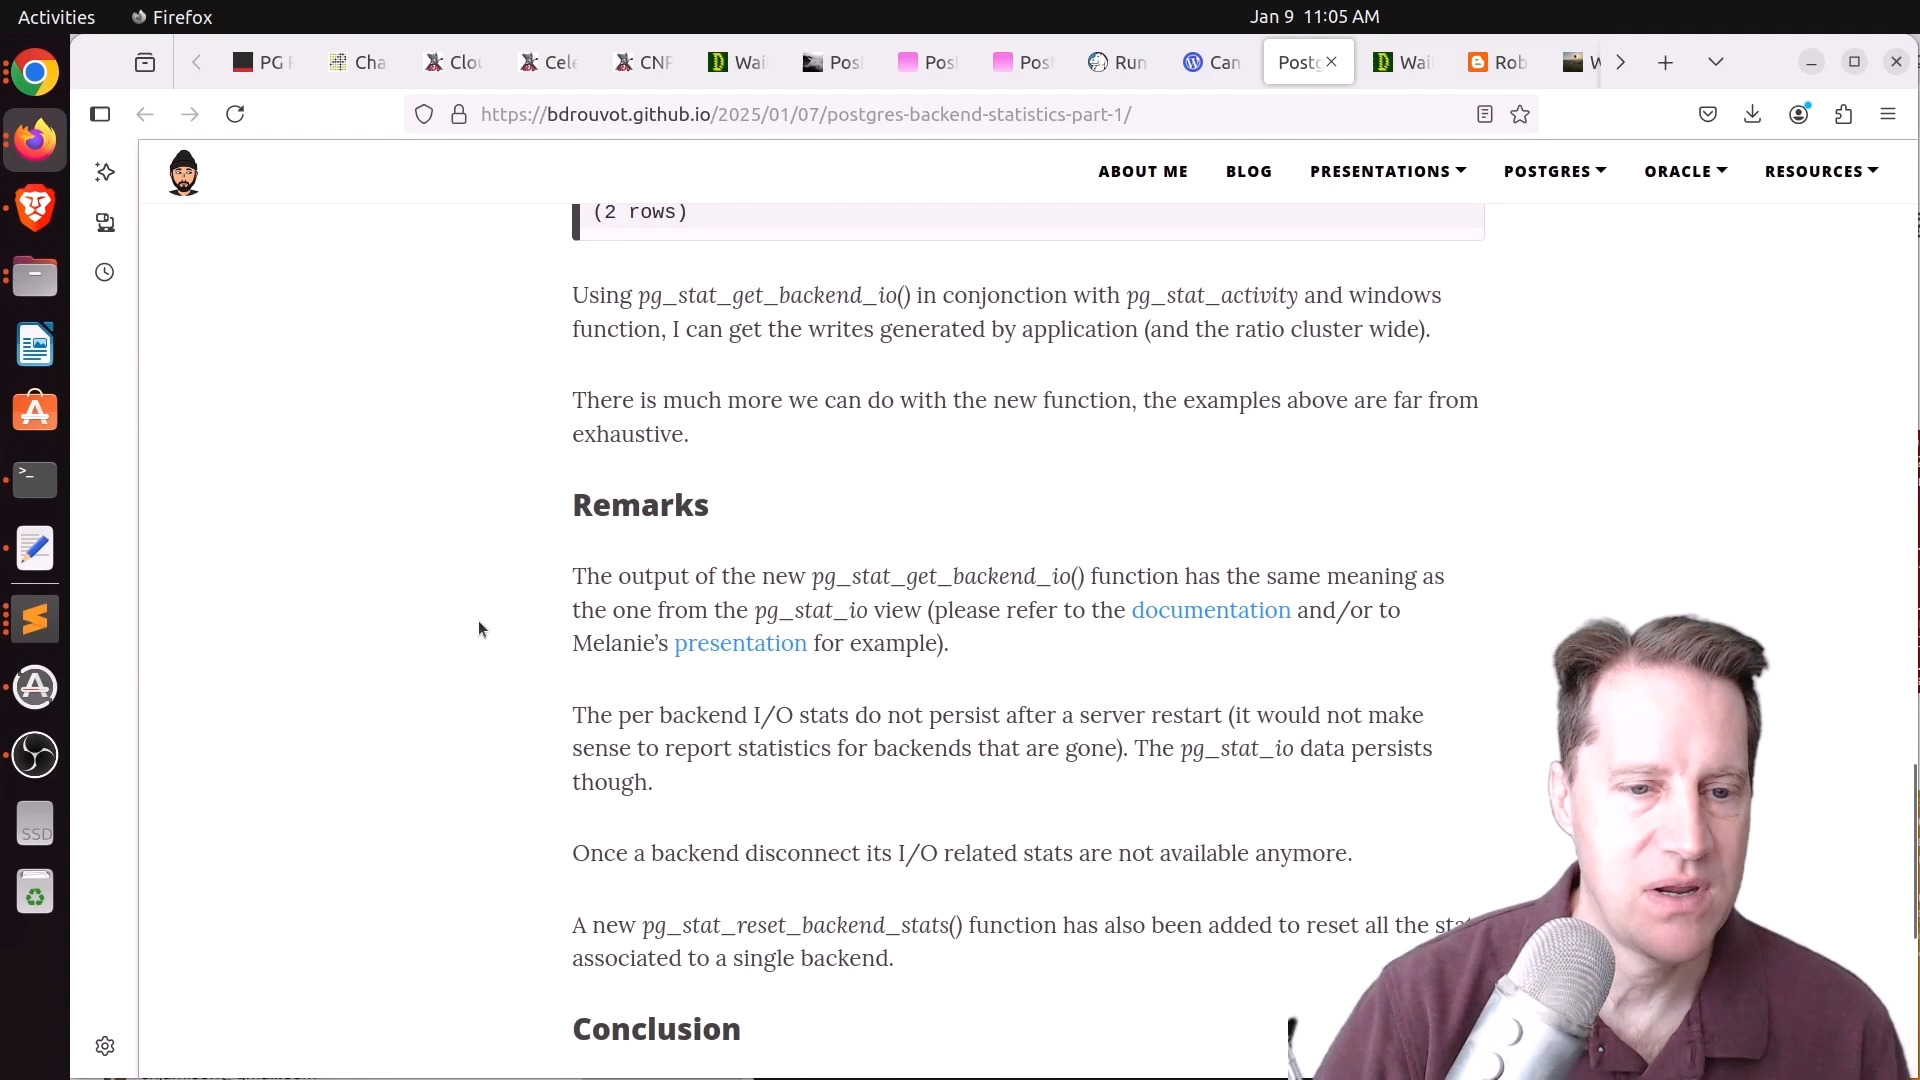 Activities Firefox Jan 9 11:05 AM
PG Cha Clo Cele CNP Wai Pos Pos Pos Run Can Postg Wai Rob W
https://bdrouvot.github.io/2025/01/07/postgres-backend-statistics-part-1/
ABOUT ME BLOG PRESENTATIONS POSTGRES ORACLE RESOURCES
(2 rows)
Using pg_stat_get_backend_io() in conjonction with pg_stat_activity and windows
function, I can get the writes generated by application (and the ratio cluster wide).
There is much more we can do with the new function, the examples above are far from
exhaustive.
Remarks
The output of the new pg_stat_get_backend_io() function has the same meaning as
the one from the pg_stat_io view (please refer to the documentation and/or to
Melanie’s presentation for example).
The per backend I/O stats do not persist after a server restart (it would not make
sense to report statistics for backends that are gone). The pg_stat_io data persists
though.
Once a backend disconnect its I/O related stats are not available anymore.
A new pg_stat_reset_backend_stats() function has also been added to reset all the
associated to a single backend.
Conclusion
SSD